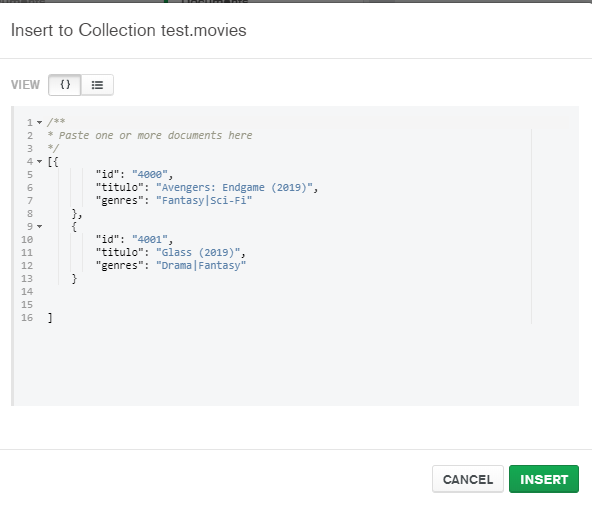 Insert to Collection test.movies
VIEW {}
1 /**
2 * Paste one or more documents here
3 */
4 [{
5 "id": "4000",
6 "titulo": "Avengers: Endgame (2019)",
7 "genres": "Fantasy|Sci-Fi"
8 },
9 {
10 "id": "4001",
11 "titulo": "Glass (2019)",
12 "genres": "Drama|Fantasy"
13 }
14
15
16 ]
CANCEL INSERT